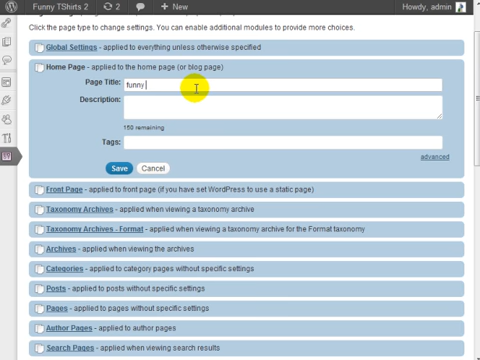 Funny TShirts 2 2 + New Howdy, admin
Click the page type to change settings. You can enable additional modules to provide more choices.
Global Settings - applied to everything unless otherwise specified
Home Page - applied to the home page (or blog page)
Page Title: funny
Description:
150 remaining
Tags:
advanced
Save Cancel
Front Page - applied to front page (if you have set WordPress to use a static page)
Taxonomy Archives - applied when viewing a taxonomy archive
Taxonomy Archives - Format - applied when viewing a taxonomy archive for the Format taxonomy
Archives - applied when viewing the archives
Categories - applied to category pages without specific settings
Posts - applied to posts without specific settings
Pages - applied to pages without specific settings
Author Pages - applied to author pages
Search Pages - applied when viewing search results